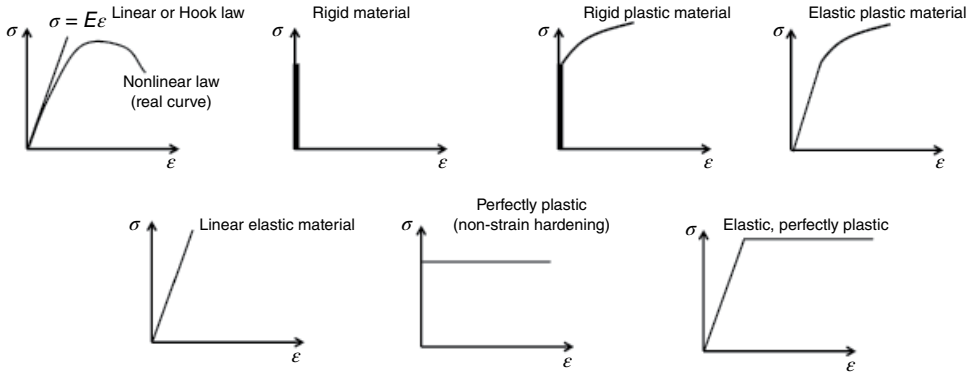 σ = Eε
Linear or Hook law
σ
Nonlinear law
(real curve)
ε
Rigid material
σ
ε
Rigid plastic material
σ
ε
Elastic plastic material
σ
ε
Linear elastic material
σ
ε
Perfectly plastic
(non-strain hardening)
σ
ε
Elastic, perfectly plastic
σ
ε